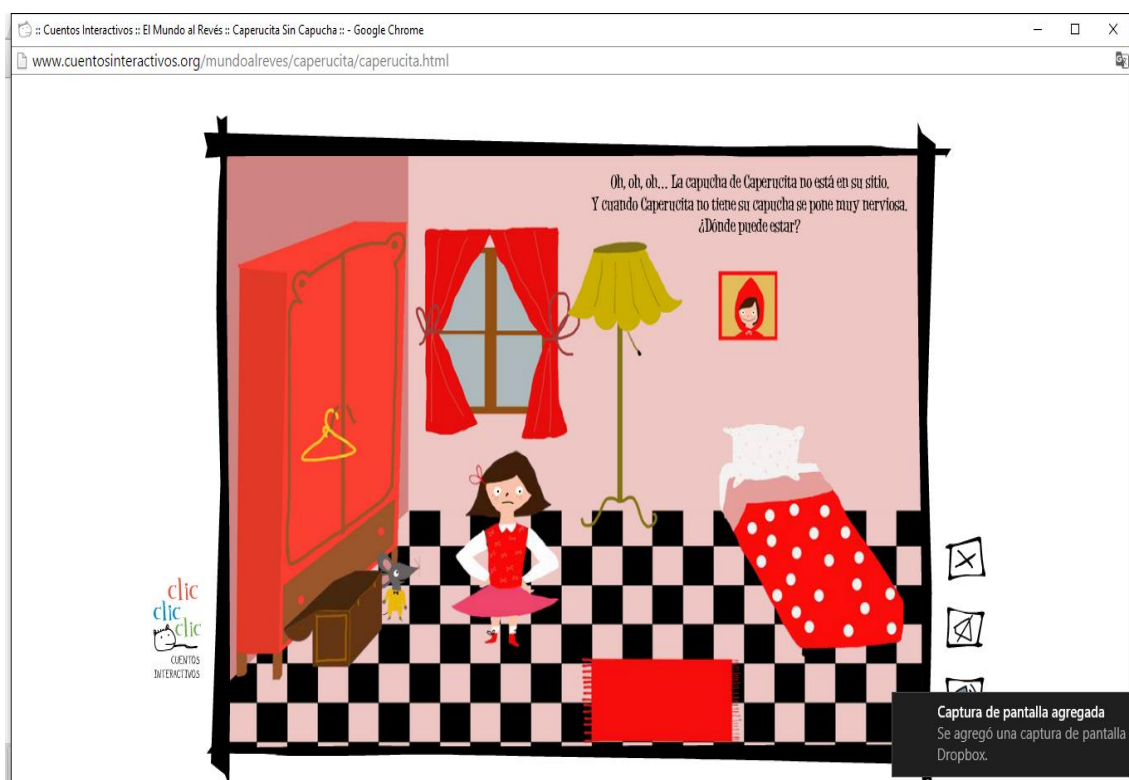 :: Cuentos Interactivos :: El Mundo al Revés :: Caperucita Sin Capucha :: - Google Chrome
www.cuentosinteractivos.org/mundoalreves/caperucita/caperucita.html
Oh, oh, oh... La capucha de Caperucita no está en su sitio.
Y cuando Caperucita no tiene su capucha se pone muy nerviosa.
¿Dónde puede estar?
clic
clic
clic
CUENTOS
INTERACTIVOS
Captura de pantalla agregada
Se agregó una captura de pantalla
Dropbox.